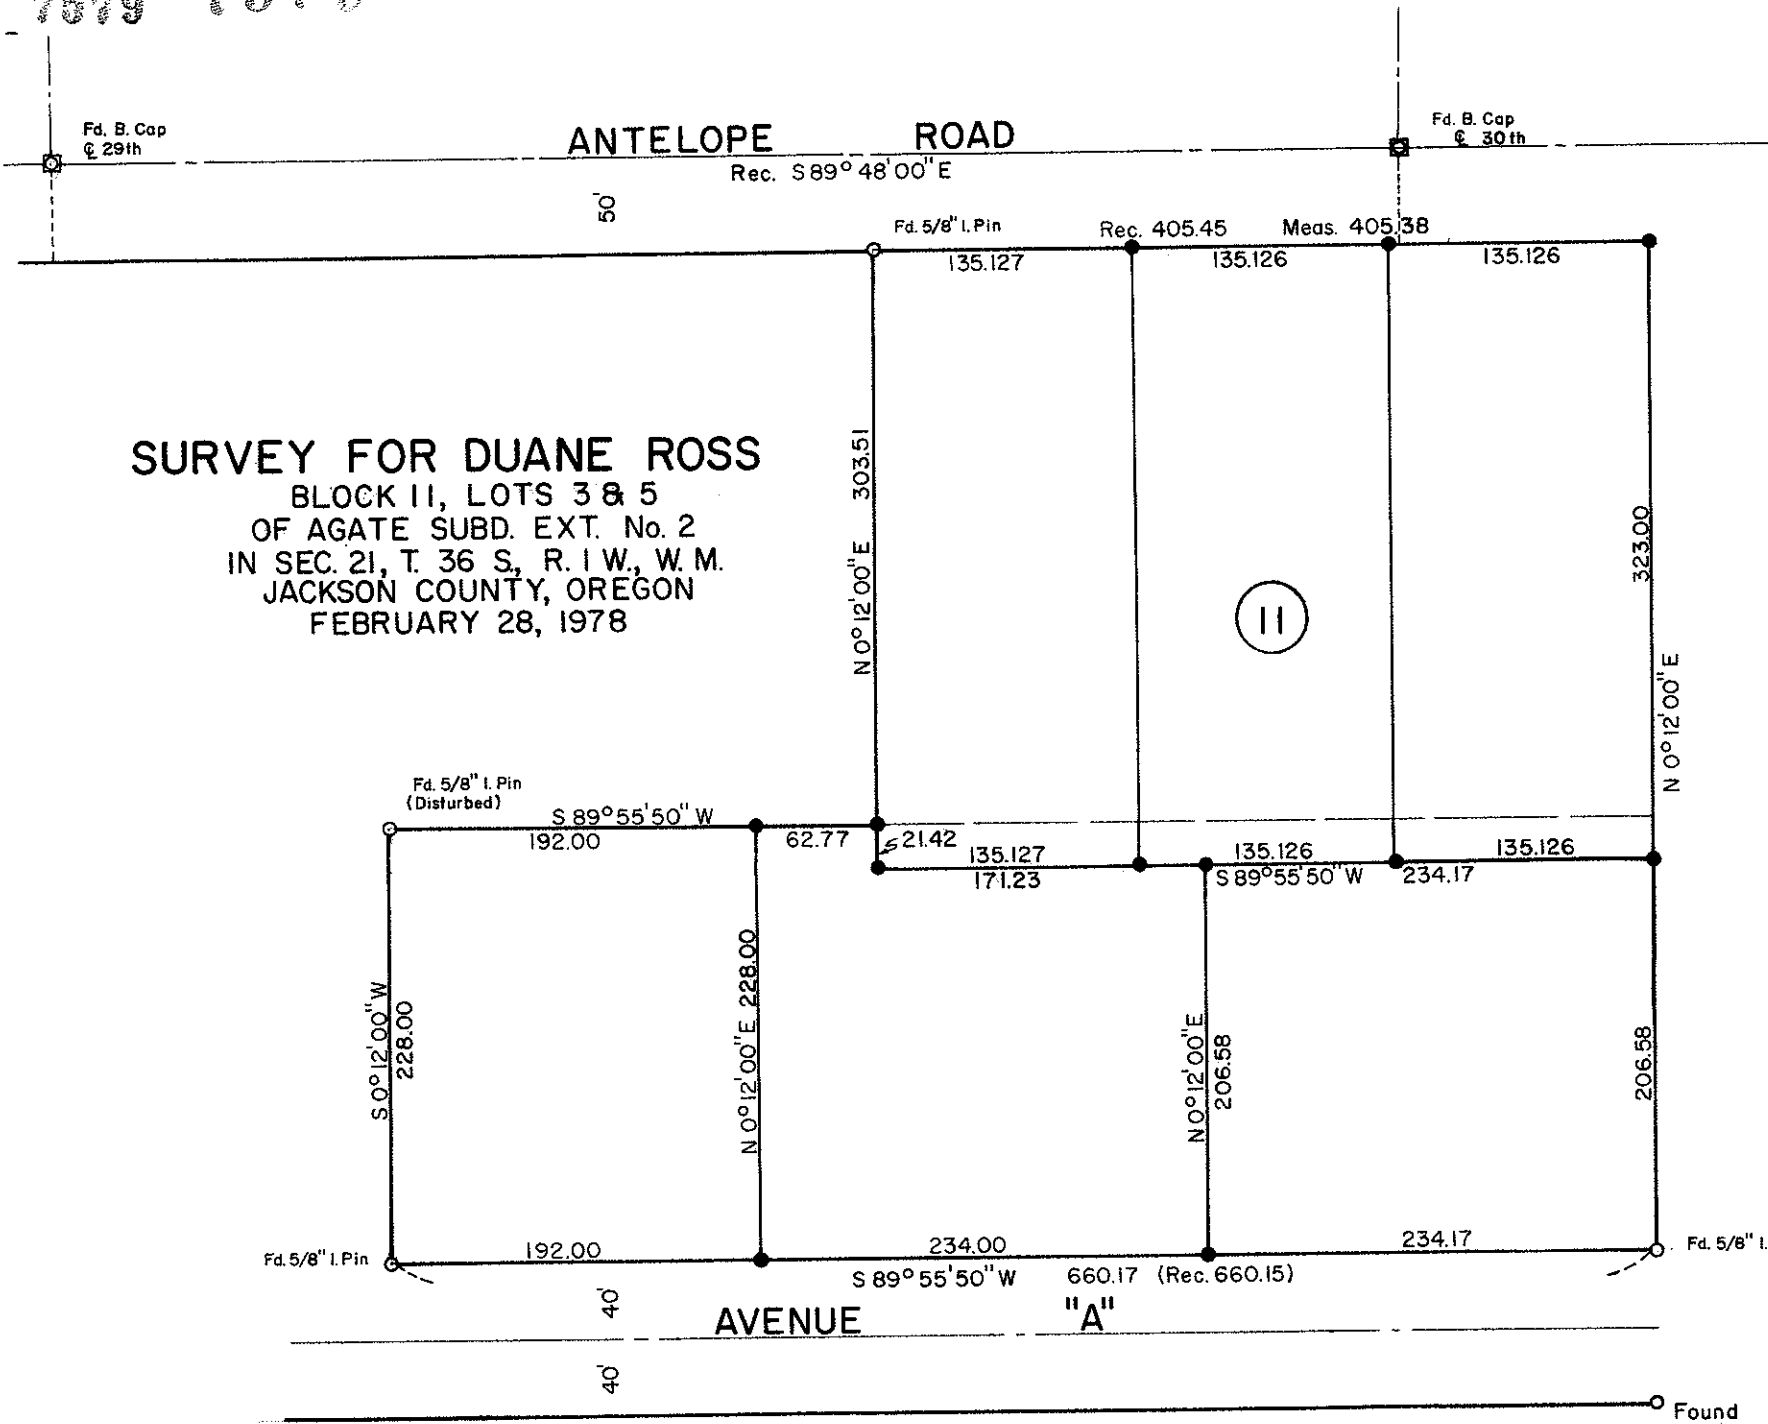 Fd. B. Cap
℄ 29th
ANTELOPE ROAD
Rec. S 89° 48' 00" E
Fd. B. Cap
℄ 30th
50'
Fd. 5/8" I. Pin
Rec. 405.45
Meas. 405.38
135.127
135.126
135.126
SURVEY FOR DUANE ROSS
BLOCK 11, LOTS 3 & 5
OF AGATE SUBD. EXT. No. 2
IN SEC. 21, T. 36 S., R. 1 W., W. M.
JACKSON COUNTY, OREGON
FEBRUARY 28, 1978
N 0° 12' 00" E 303.51
11
323.00
N 0° 12' 00" E
Fd. 5/8" I. Pin
(Disturbed)
S 89° 55' 50" W
192.00
62.77
21.42
135.127
135.126
135.126
171.23
S 89° 55' 50" W
234.17
S 0° 12' 00" W
228.00
N 0° 12' 00" E 228.00
N 0° 12' 00" E
206.58
206.58
Fd. 5/8" I. Pin
192.00
234.00
234.17
Fd. 5/8" I.
S 89° 55' 50" W 660.17 (Rec. 660.15)
40'
AVENUE "A"
40'
Found